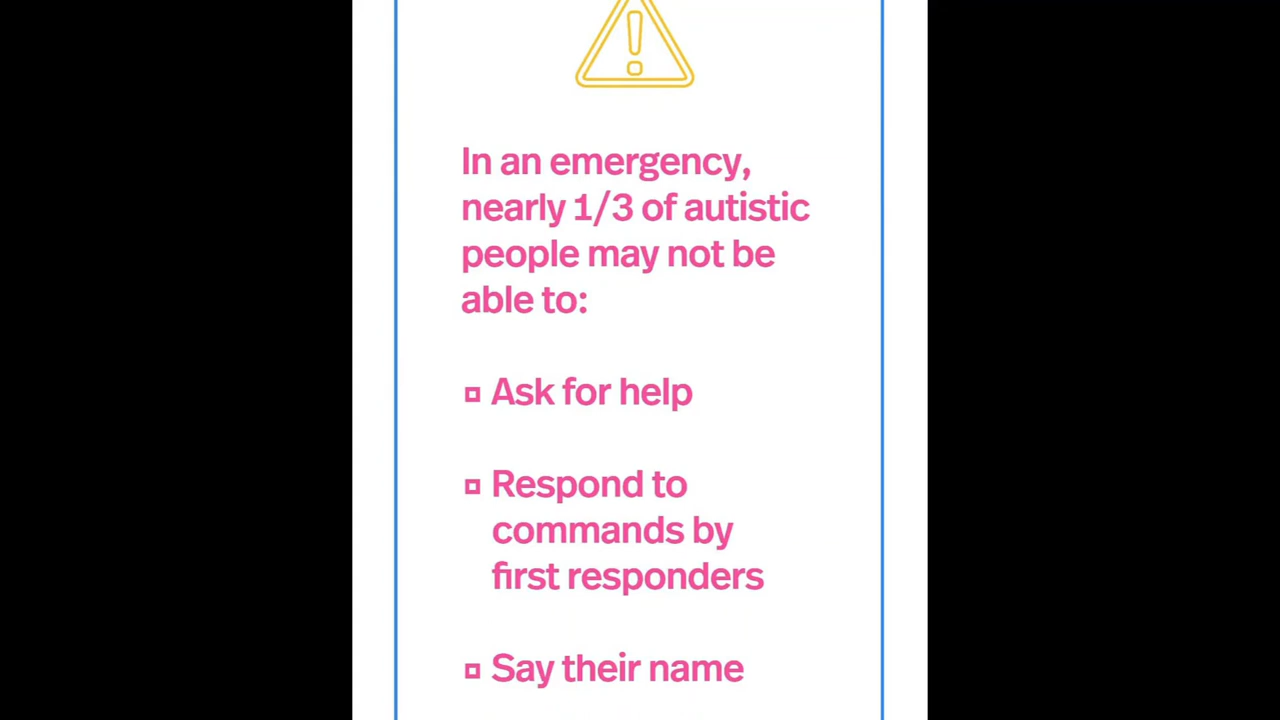 In an emergency,
nearly 1/3 of autistic
people may not be
able to:
Ask for help
Respond to
commands by
first responders
Say their name